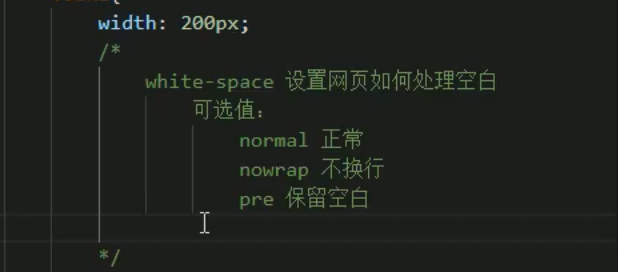 width: 200px;
/*
white-space 设置网页如何处理空白
可选值：
normal 正常
nowrap 不换行
pre 保留空白
*/